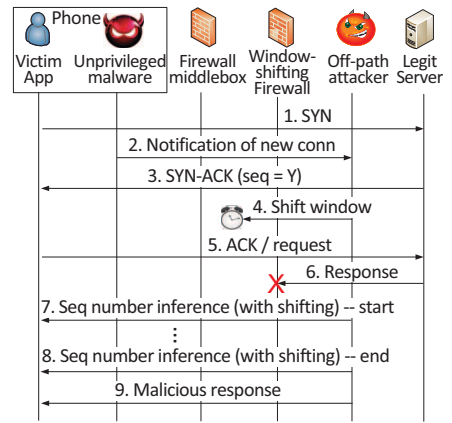 Phone
Victim App
Unprivileged malware
Firewall middlebox
Window-shifting Firewall
Off-path attacker
Legit Server
1. SYN
2. Notification of new conn
3. SYN-ACK (seq = Y)
4. Shift window
5. ACK / request
X
6. Response
7. Seq number inference (with shifting) -- start
⋮
8. Seq number inference (with shifting) -- end
9. Malicious response